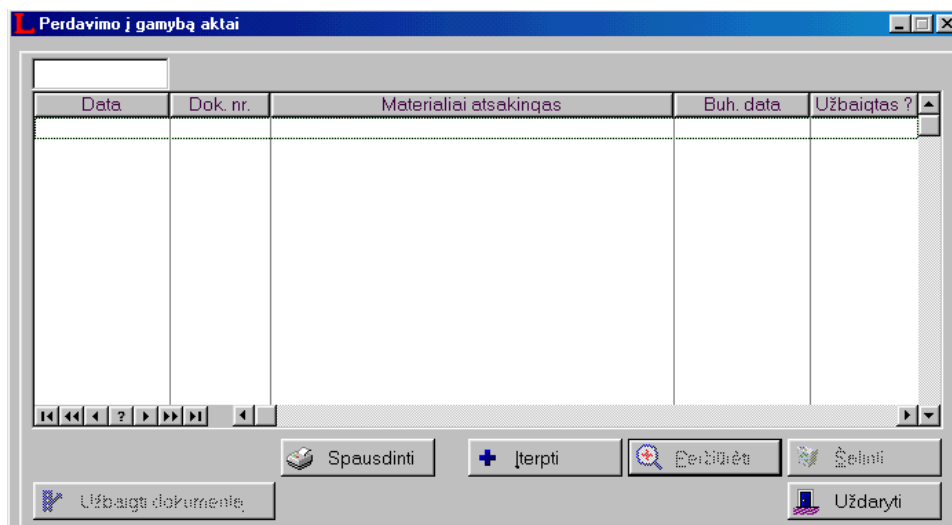 L Perdavimo į gamybą aktai
Data Dok. nr. Materialiai atsakingas Buh. data Užbaigtas ?
?
Spausdinti Įterpti Peržiūrėti Šalinti
Užbaigti dokumentą Uždaryti